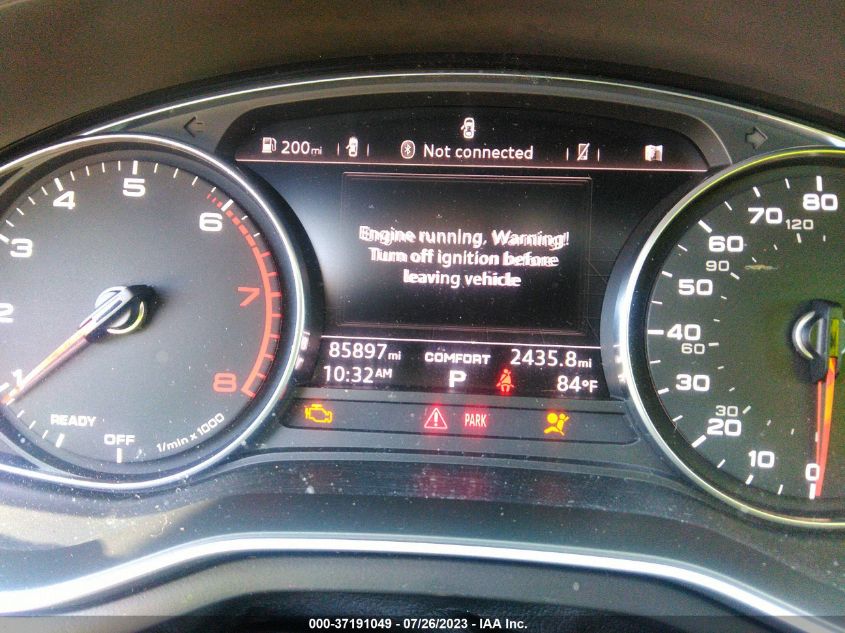 200mi
Not connected
Engine running. Warning!
Turn off ignition before
leaving vehicle
85897mi COMFORT 2435.8mi
10:32AM P 84°F
PARK
1 2 3 4 5 6 7 8
READY
OFF
1/min x 1000
0 10 20 30 40 50 60 70 80
30 60 90 120
000-37191049 - 07/26/2023 - IAA Inc.